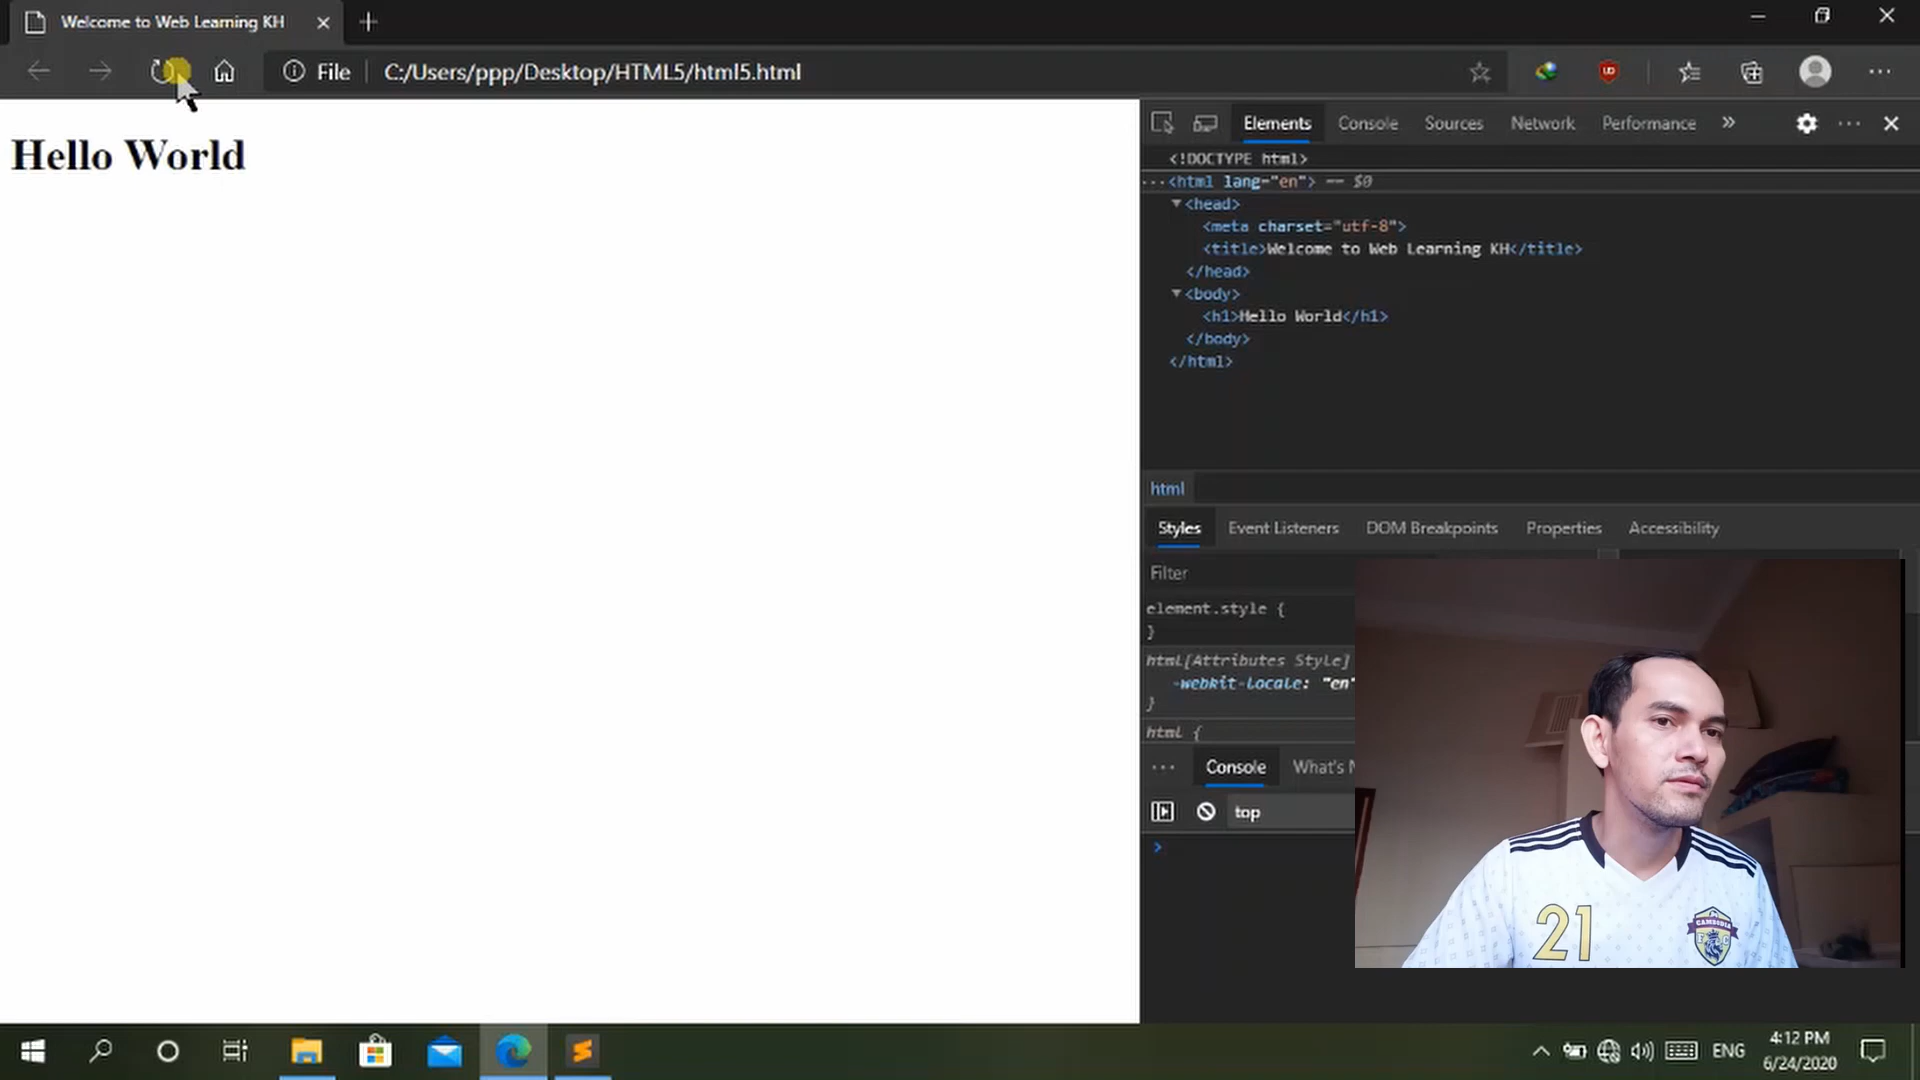 Welcome to Web Learning KH
File
C:/Users/ppp/Desktop/HTML5/html5.html
Hello World
Elements
Console
Sources
Network
Performance
<!DOCTYPE html>
<html lang="en"> == $0
<head>
<meta charset="utf-8">
<title>Welcome to Web Learning KH</title>
</head>
<body>
<h1>Hello World</h1>
</body>
</html>
html
Styles
Event Listeners
DOM Breakpoints
Properties
Accessibility
Filter
element.style {
}
html[Attributes Style]
-webkit-locale: "en"
}
html {
Console
What's
top
21
CAMBODIA
ENG
4:12 PM
6/24/2020